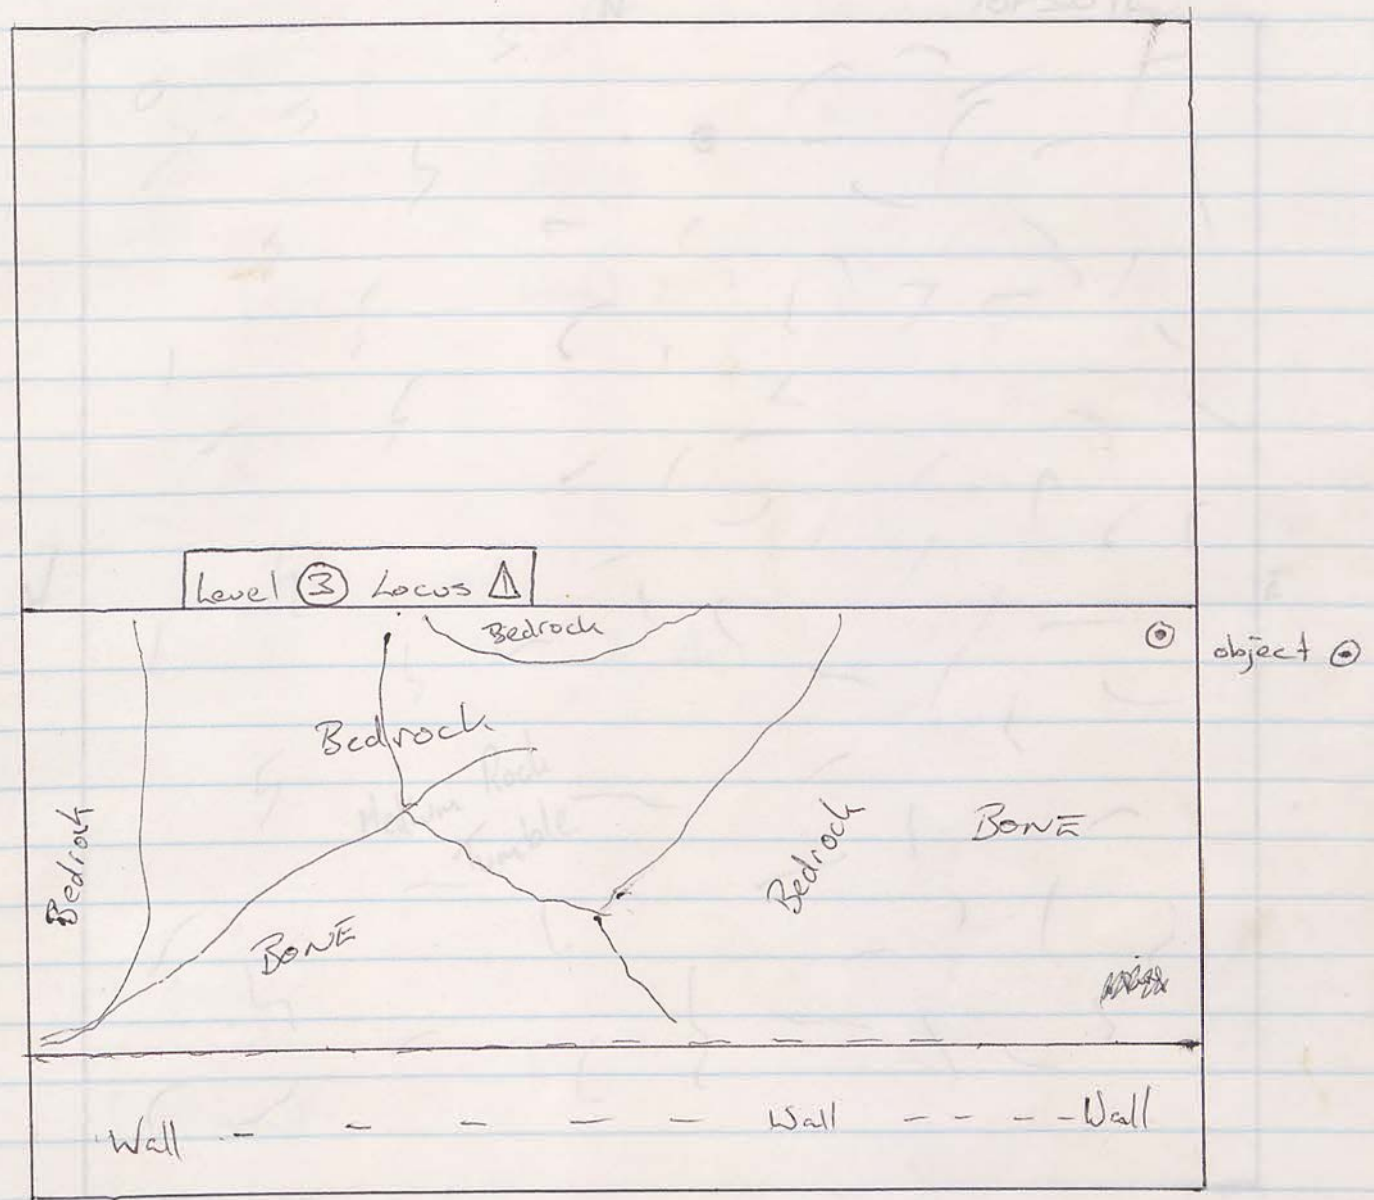 Level ③ Locus △1
Bedrock
object ⊙
Bedrock
Bedrock
Bedrock
BONE
BONE
Wall - - - - - Wall - - - - Wall